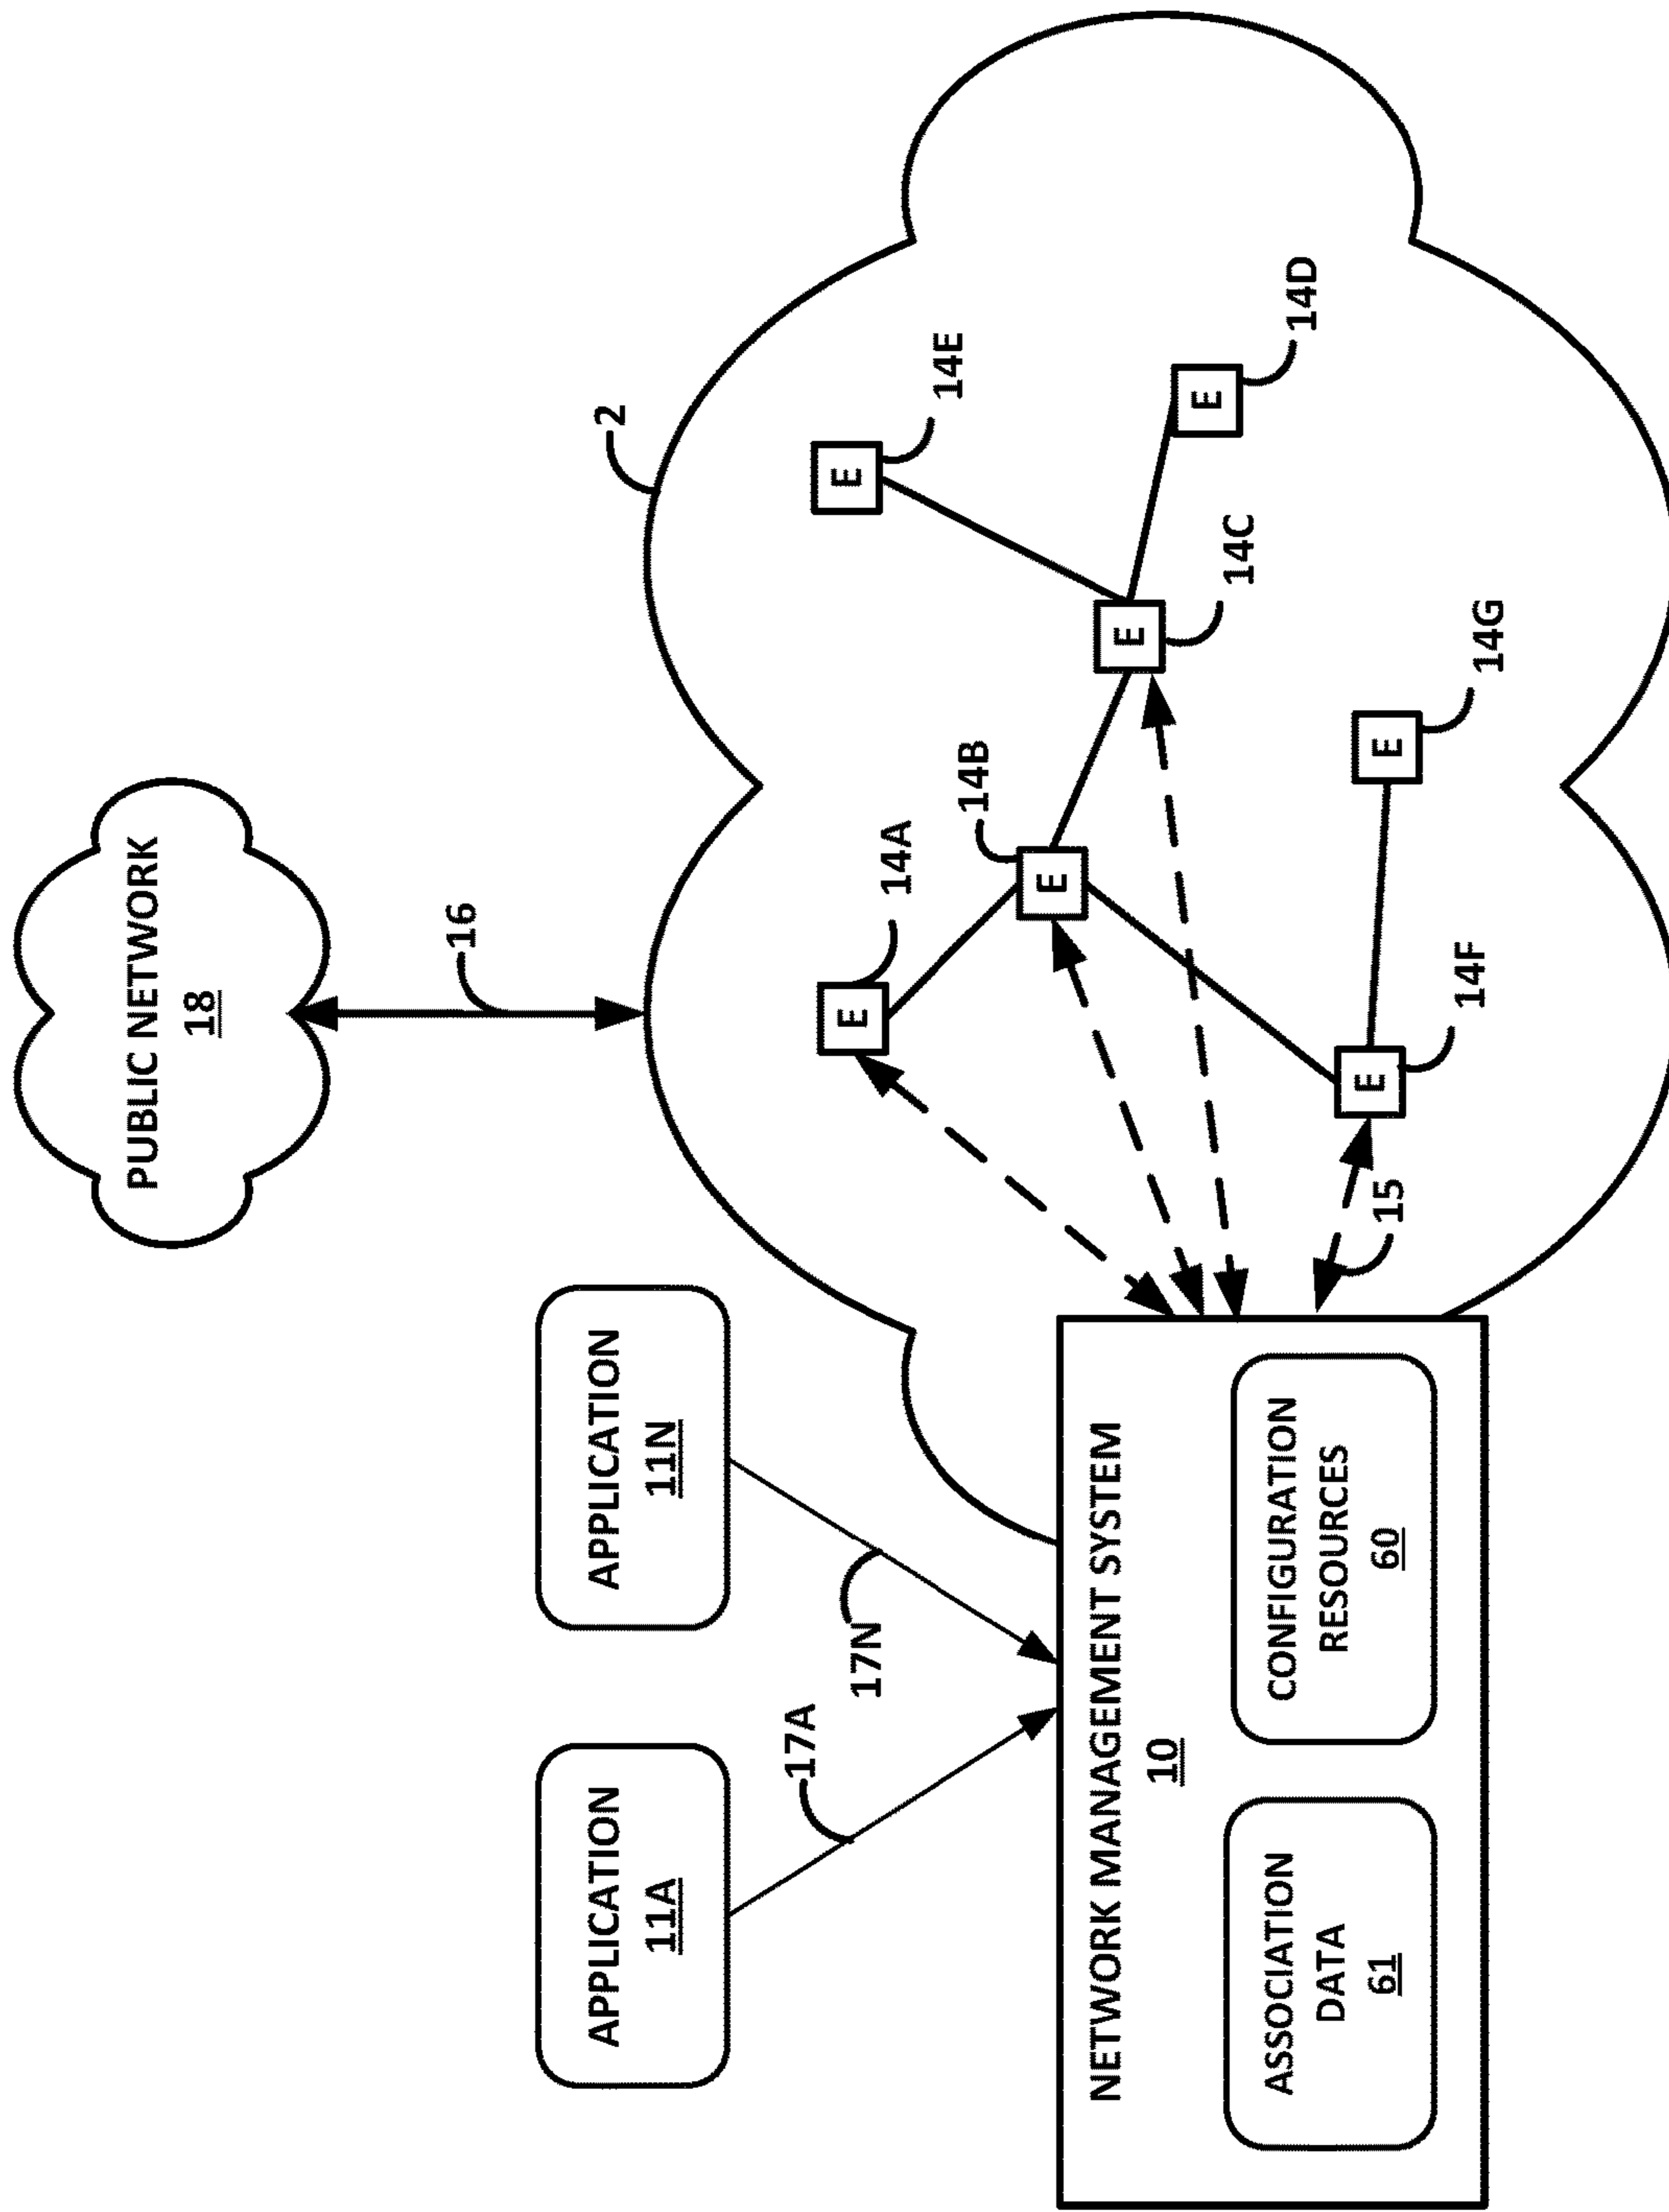 PUBLIC NETWORK
18
16
2
APPLICATION
11A
APPLICATION
11N
17A
17N
14A
E
14B
E
14E
E
14C
E
14D
E
14F
E
14G
E
15
NETWORK MANAGEMENT SYSTEM
10
ASSOCIATION
DATA
61
CONFIGURATION
RESOURCES
60